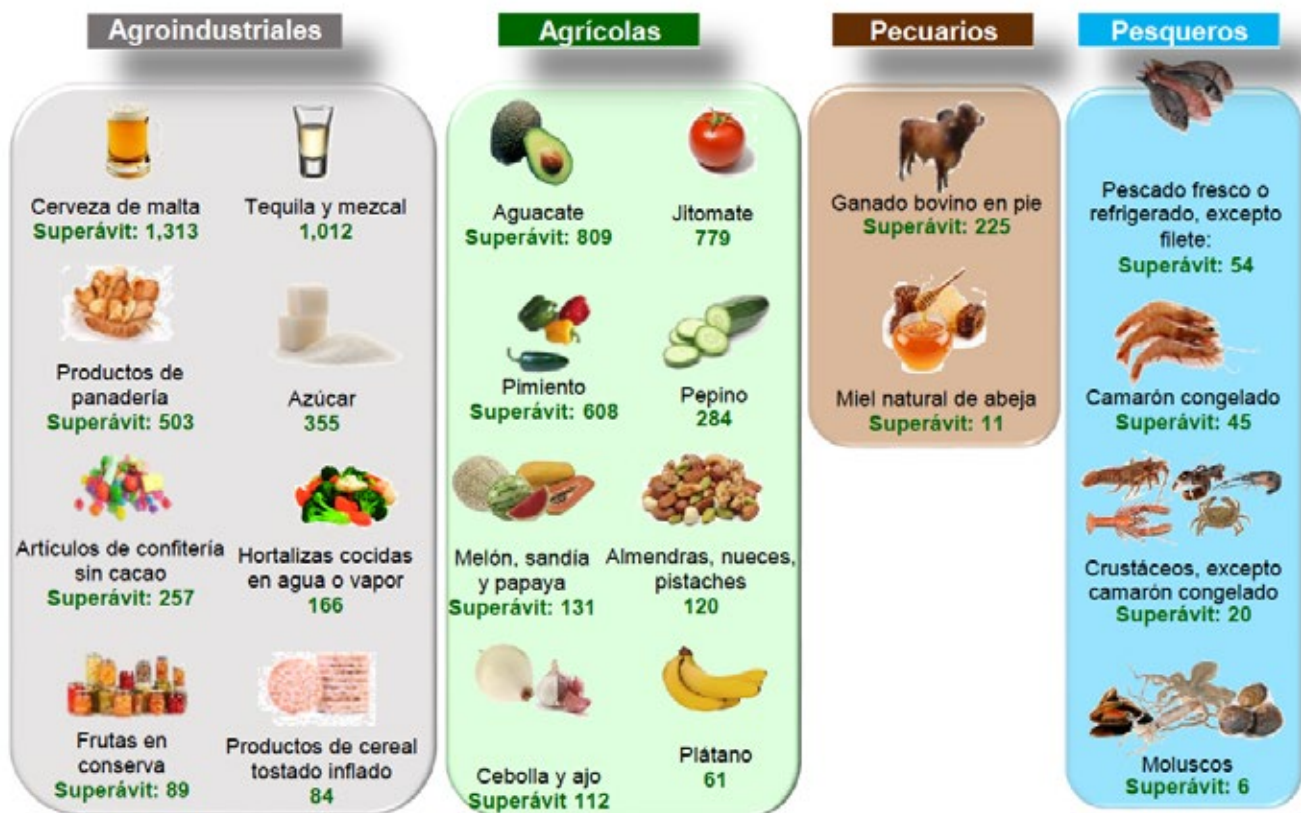 Agroindustriales
Cerveza de malta
Superávit: 1,313
Tequila y mezcal
1,012
Productos de
panadería
Superávit: 503
Azúcar
355
Artículos de confitería
sin cacao
Superávit: 257
Hortalizas cocidas
en agua o vapor
166
Frutas en
conserva
Superávit: 89
Productos de cereal
tostado inflado
84
Agrícolas
Aguacate
Superávit: 809
Jitomate
779
Pimiento
Superávit: 608
Pepino
284
Melón, sandía
y papaya
Superávit: 131
Almendras, nueces,
pistaches
120
Cebolla y ajo
Superávit 112
Plátano
61
Pecuarios
Ganado bovino en pie
Superávit: 225
Miel natural de abeja
Superávit: 11
Pesqueros
Pescado fresco o
refrigerado, excepto
filete:
Superávit: 54
Camarón congelado
Superávit: 45
Crustáceos, excepto
camarón congelado
Superávit: 20
Moluscos
Superávit: 6